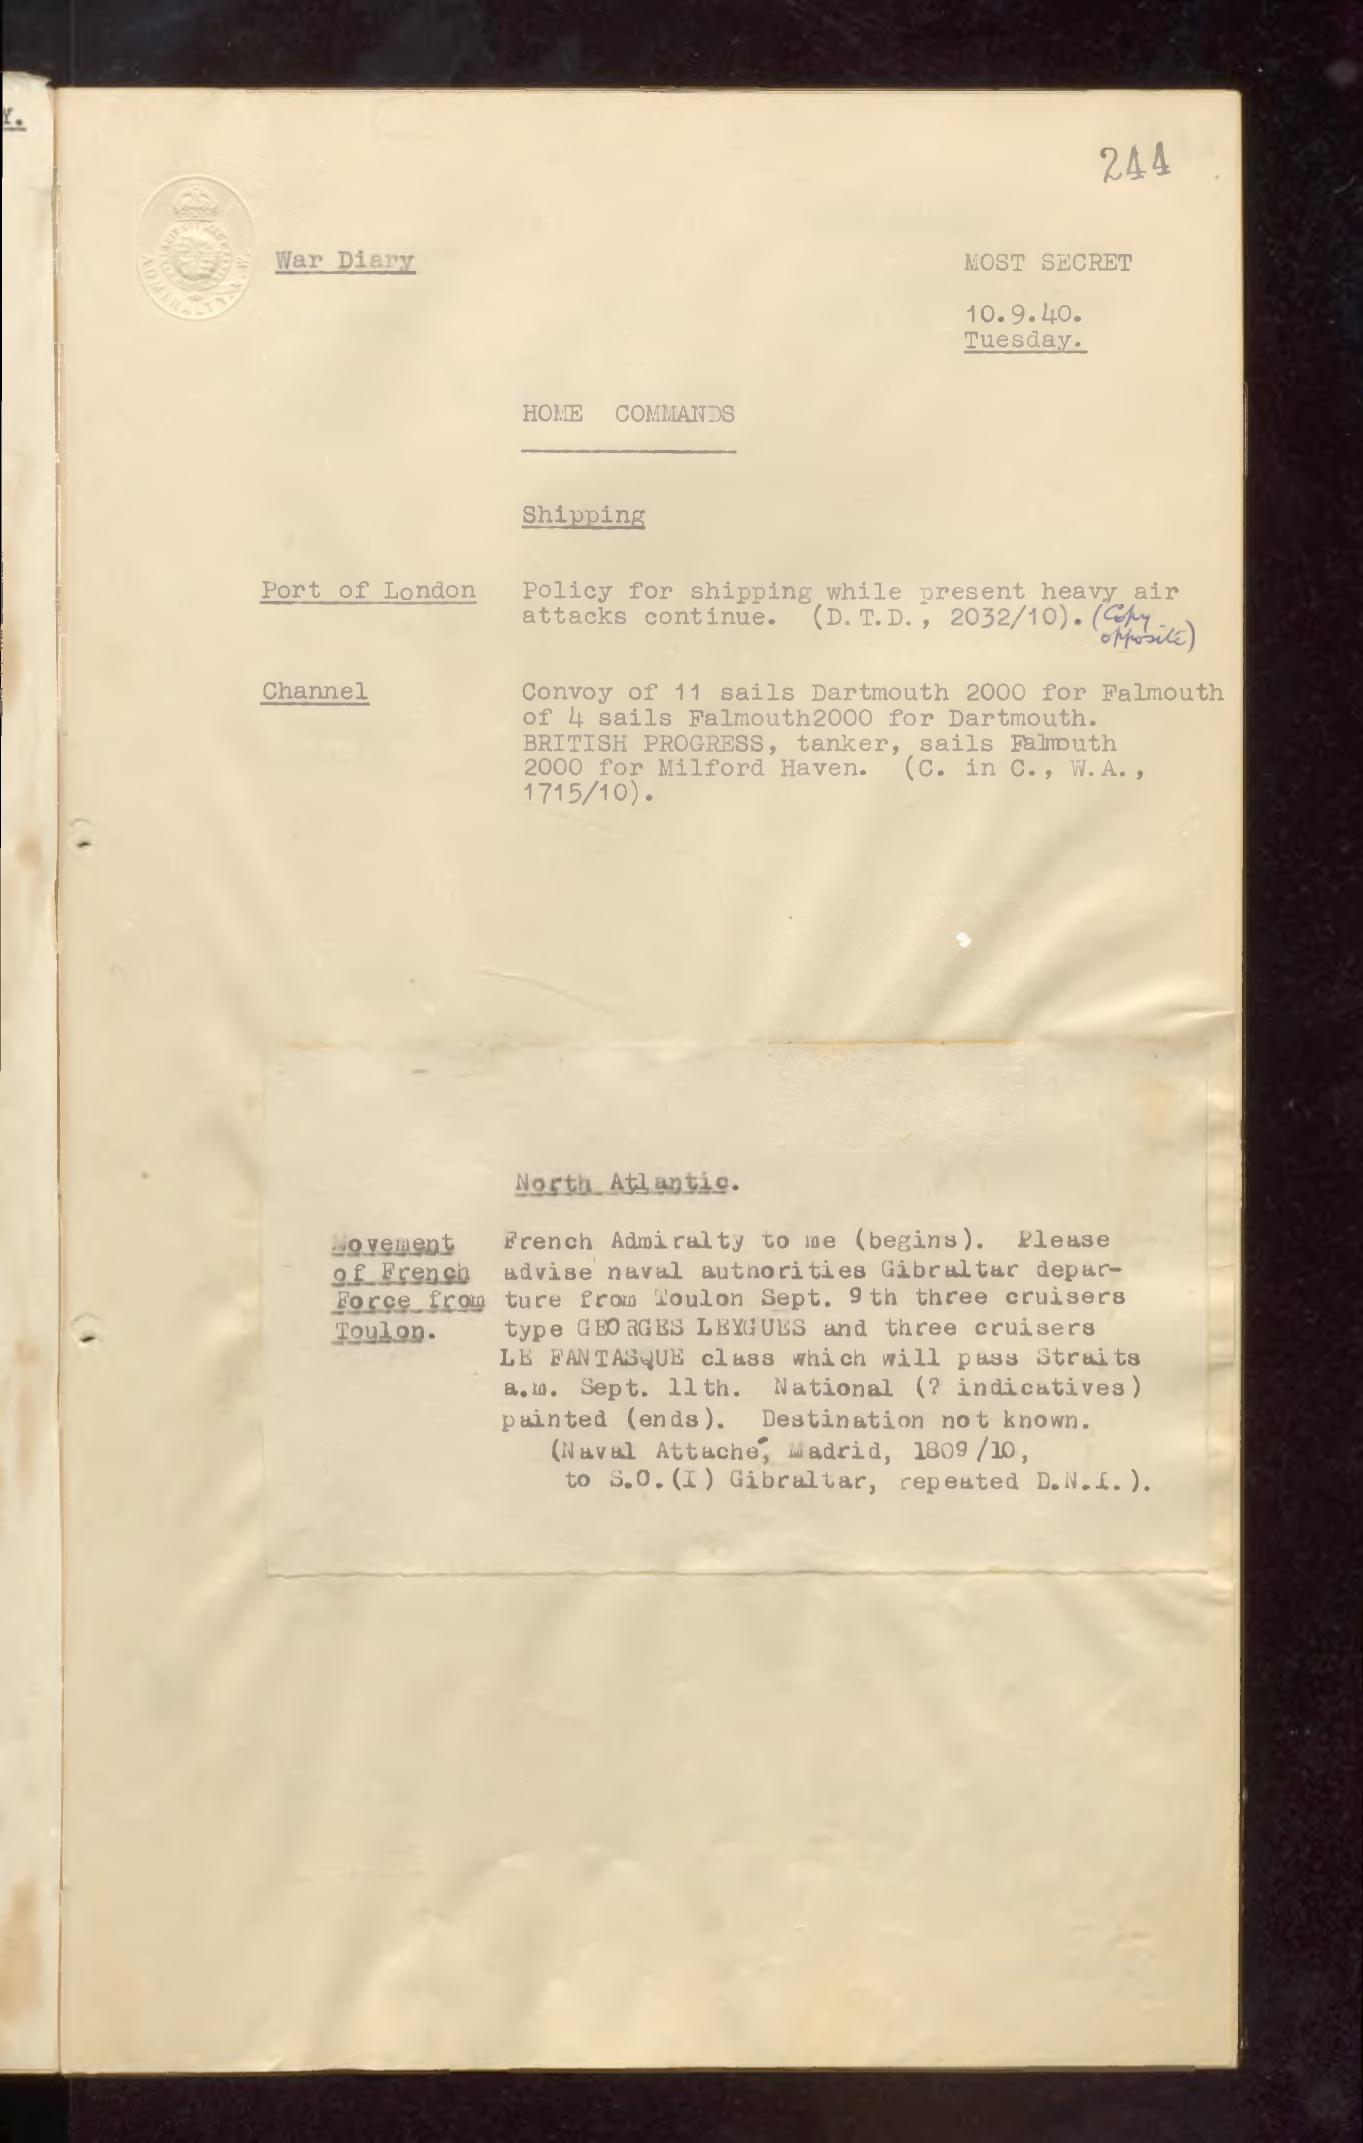 Y.
244
ADMIRALTY. S.W.
War Diary
MOST SECRET
10.9.40.
Tuesday.
HOME COMMANDS
Shipping
Port of London
Policy for shipping while present heavy air
attacks continue. (D.T.D., 2032/10). (Copy
opposite)
Channel
Convoy of 11 sails Dartmouth 2000 for Falmouth
of 4 sails Falmouth2000 for Dartmouth.
BRITISH PROGRESS, tanker, sails Falmouth
2000 for Milford Haven. (C. in C., W.A.,
1715/10).
North Atlantic.
Movement
of French
Force from
Toulon.
French Admiralty to me (begins). Please
advise naval authorities Gibraltar depar-
ture from Toulon Sept. 9th three cruisers
type GEORGES LEYGUES and three cruisers
LE FANTASQUE class which will pass Straits
a.m. Sept. 11th. National (? indicatives)
painted (ends). Destination not known.
(Naval Attaché, Madrid, 1809/10,
to S.O.(I) Gibraltar, repeated D.N.I.).